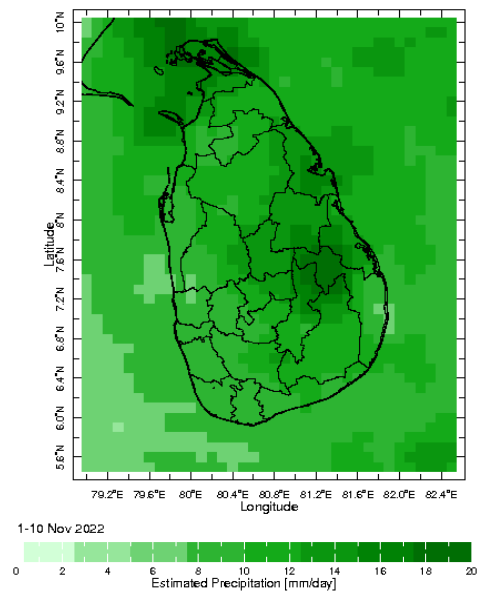 10°N
9.6°N
9.2°N
8.8°N
8.4°N
8°N
7.6°N
7.2°N
6.8°N
6.4°N
6.0°N
5.6°N
Latitude
79.2°E 79.6°E 80°E 80.4°E 80.8°E 81.2°E 81.6°E 82.0°E 82.4°E
Longitude
1-10 Nov 2022
0 2 4 6 8 10 12 14 16 18 20
Estimated Precipitation [mm/day]